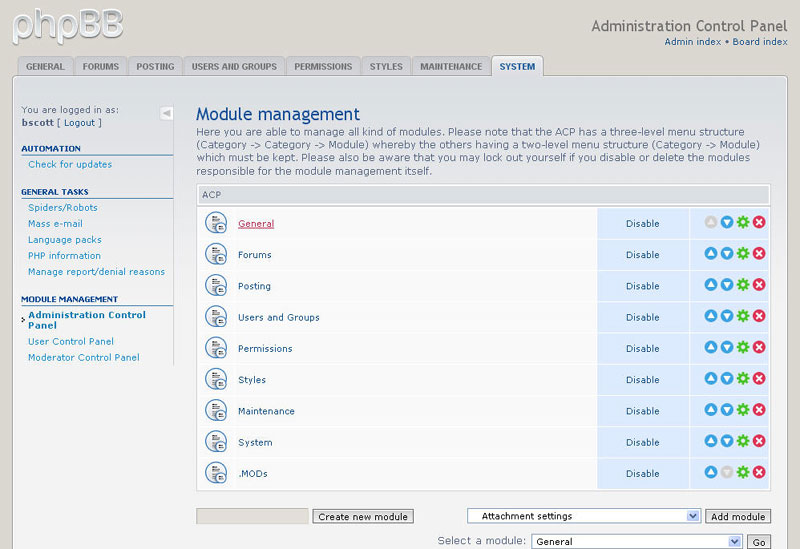 phpBB
Administration Control Panel
Admin index • Board index
GENERAL FORUMS POSTING USERS AND GROUPS PERMISSIONS STYLES MAINTENANCE SYSTEM
You are logged in as:
bscott [ Logout ]
AUTOMATION
Check for updates
GENERAL TASKS
Spiders/Robots
Mass e-mail
Language packs
PHP information
Manage report/denial reasons
MODULE MANAGEMENT
Administration Control
Panel
User Control Panel
Moderator Control Panel
Module management
Here you are able to manage all kind of modules. Please note that the ACP has a three-level menu structure
(Category -> Category -> Module) whereby the others having a two-level menu structure (Category -> Module)
which must be kept. Please also be aware that you may lock out yourself if you disable or delete the modules
responsible for the module management itself.
ACP
General Disable
Forums Disable
Posting Disable
Users and Groups Disable
Permissions Disable
Styles Disable
Maintenance Disable
System Disable
.MODs Disable
Create new module Attachment settings Add module
Select a module: General Go